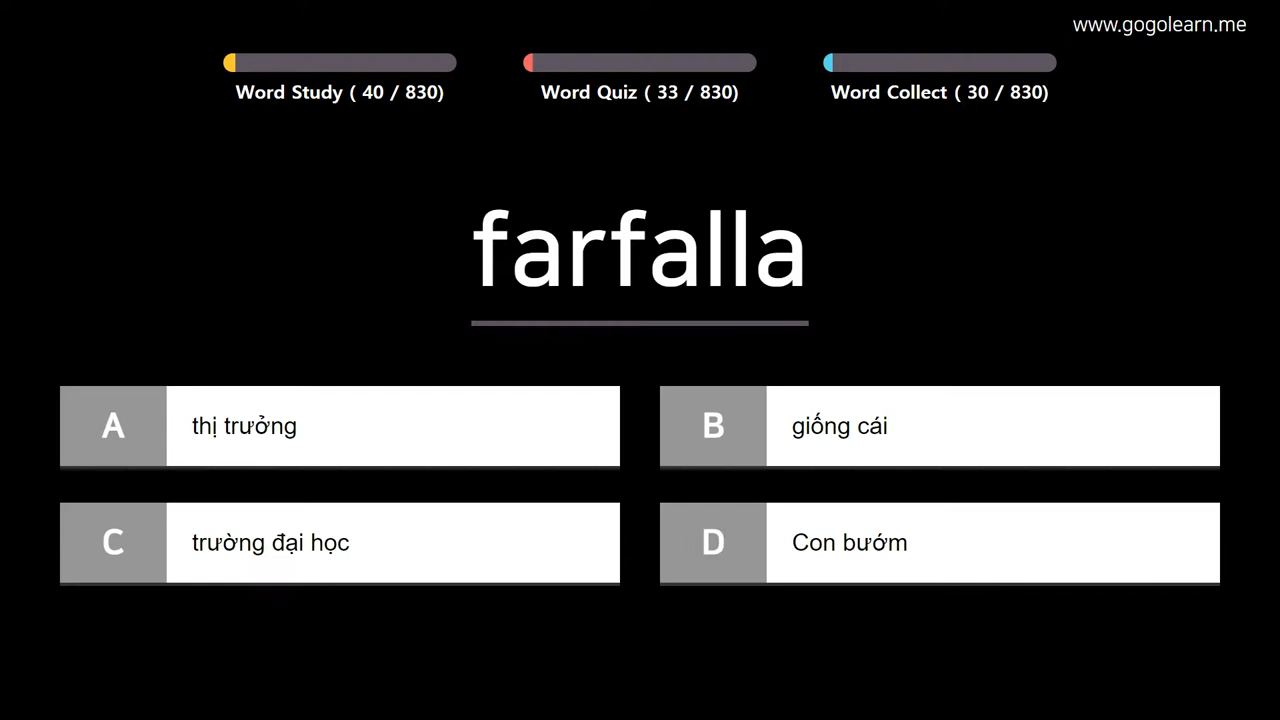 www.gogolearn.me
Word Study ( 40 / 830)
Word Quiz ( 33 / 830)
Word Collect ( 30 / 830)
farfalla
A thị trưởng
B giống cái
C trường đại học
D Con bướm